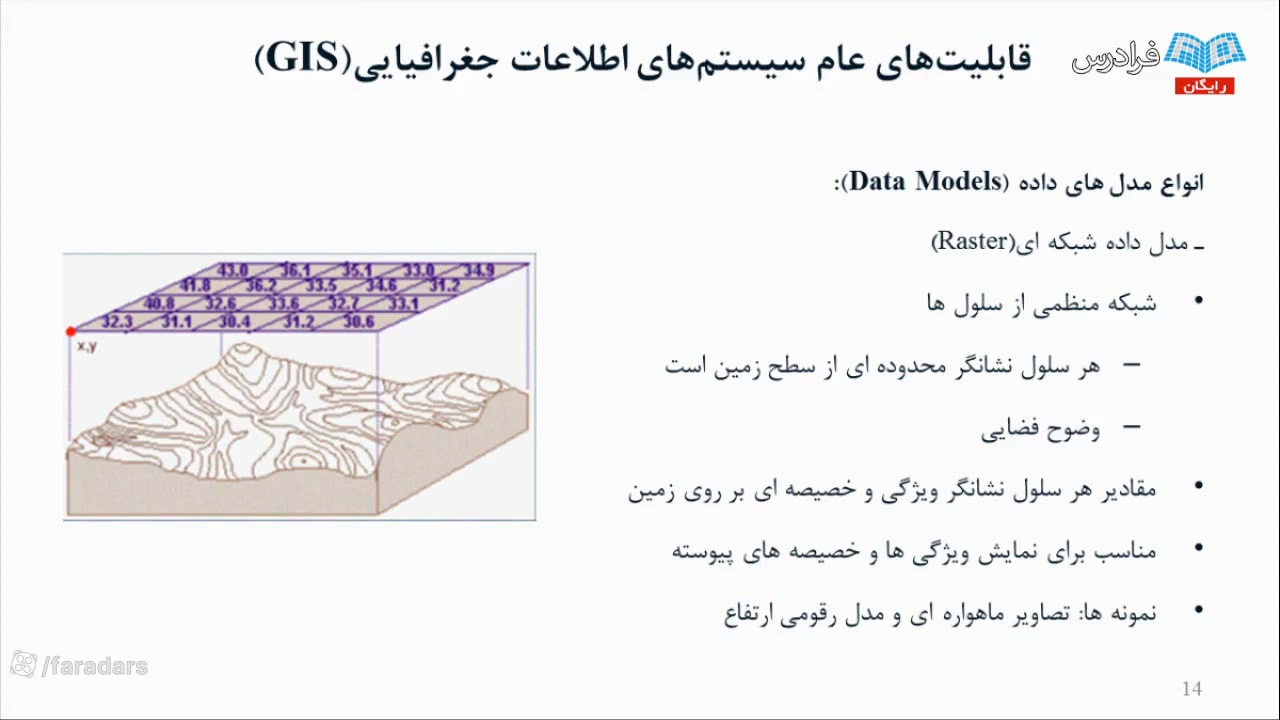 فرادرس
رایگان
قابلیت‌های عام سیستم‌های اطلاعات جغرافیایی(GIS)
انواع مدل های داده (Data Models):
ـ مدل داده شبکه ای(Raster)
• شبکه منظمی از سلول ها
– هر سلول نشانگر محدوده ای از سطح زمین است
– وضوح فضایی
• مقادیر هر سلول نشانگر ویژگی و خصیصه ای بر روی زمین
• مناسب برای نمایش ویژگی ها و خصیصه های پیوسته
• نمونه ها: تصاویر ماهواره ای و مدل رقومی ارتفاع
43.0 36.1 35.1 33.0 34.9
41.8 36.2 33.5 34.6 31.2
40.8 32.6 33.6 32.7 33.1
32.3 31.1 30.4 31.2 30.6
x,y
/faradars
14